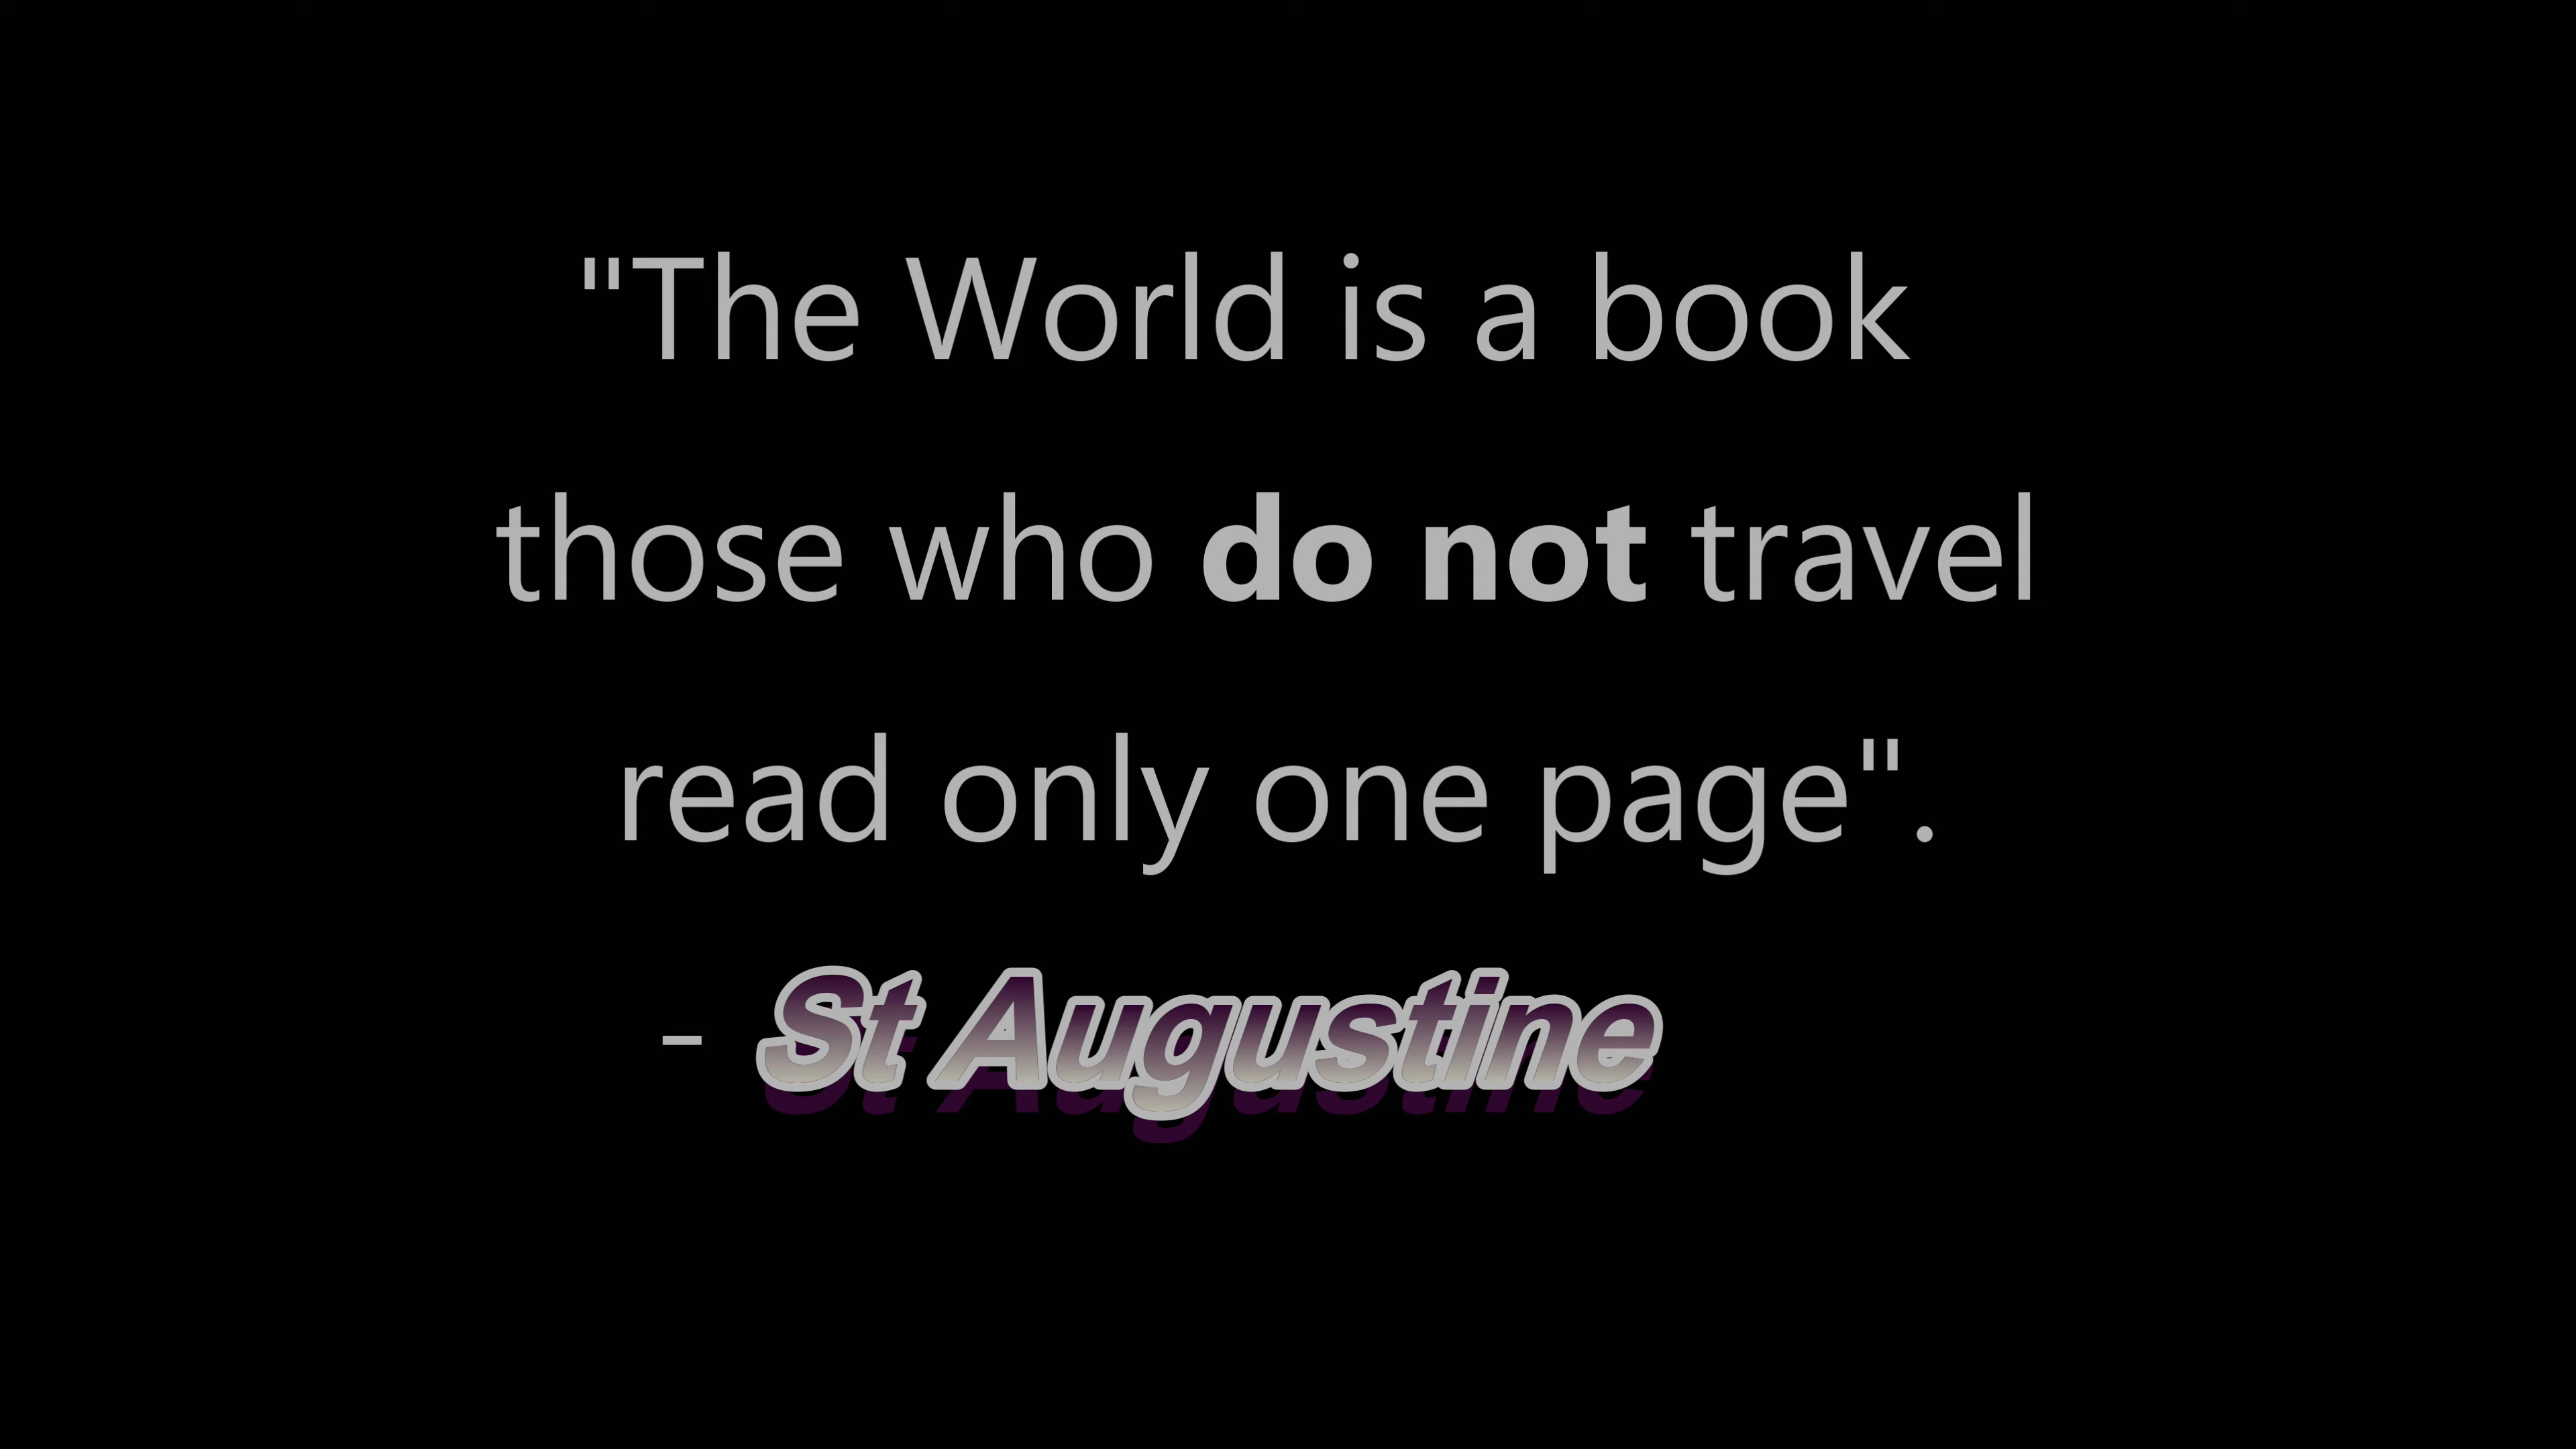 "The World is a book
those who do not travel
read only one page".
- St Augustine